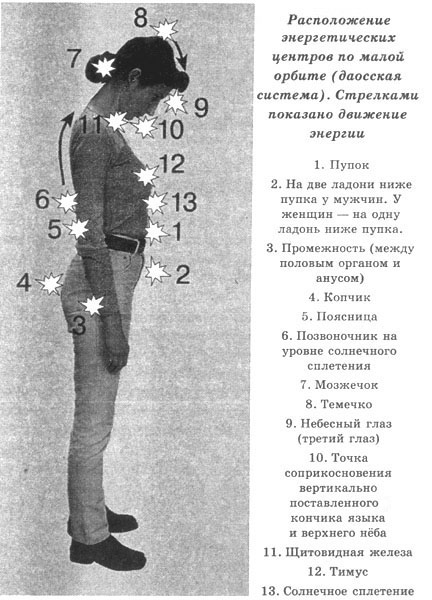 Расположение
энергетических
центров по малой
орбите (даосская
система). Стрелками
показано движение
энергии
1. Пупок
2. На две ладони ниже
пупка у мужчин. У
женщин — на одну
ладонь ниже пупка.
3. Промежность (между
половым органом и
анусом)
4. Копчик
5. Поясница
6. Позвоночник на
уровне солнечного
сплетения
7. Мозжечок
8. Темечко
9. Небесный глаз
(третий глаз)
10. Точка
соприкосновения
вертикально
поставленного
кончика языка
и верхнего нёба
11. Щитовидная железа
12. Тимус
13. Солнечное сплетение
8
7
9
11
10
12
6
13
5
1
4
2
3